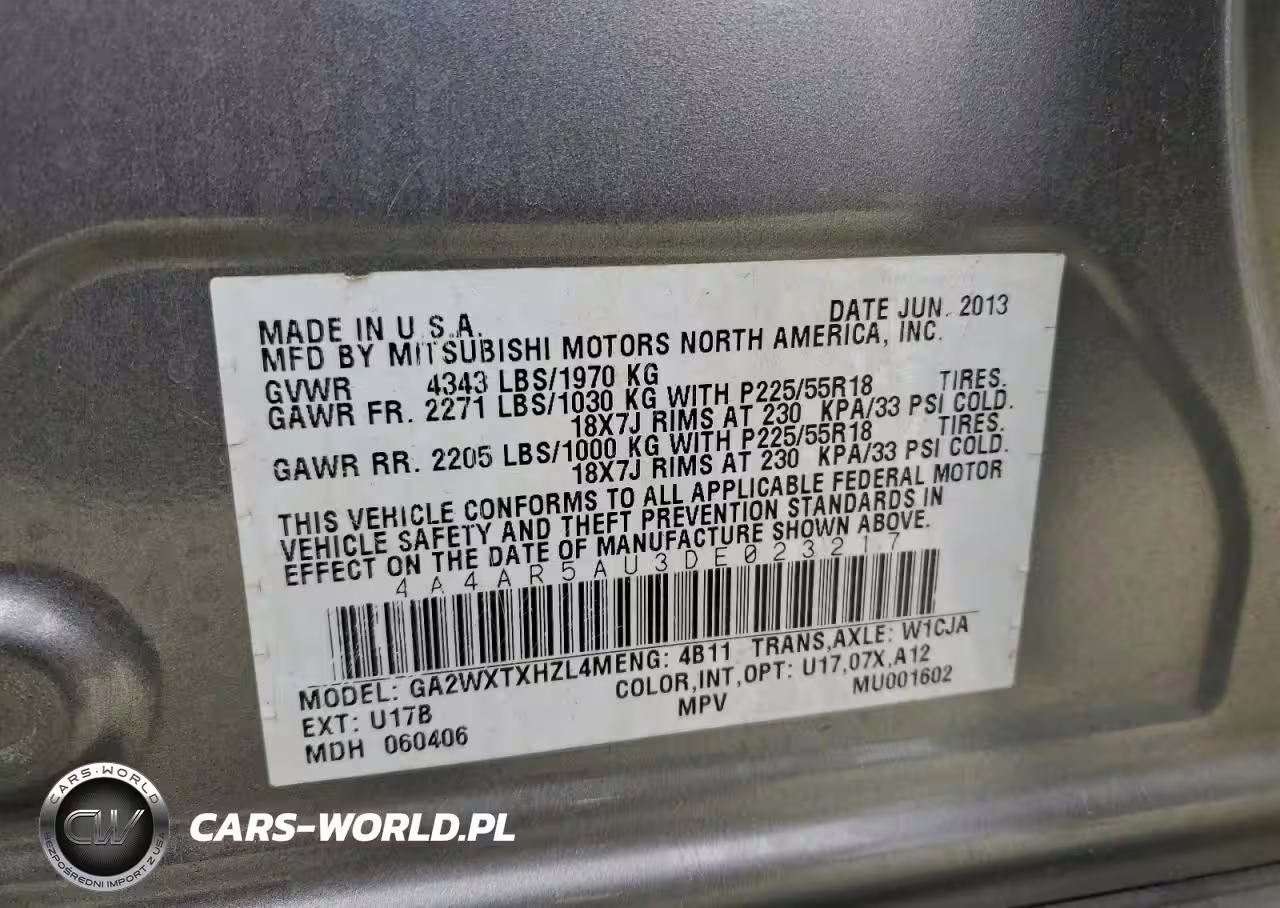 DATE JUN. 2013
MADE IN U.S.A.
MFD BY MITSUBISHI MOTORS NORTH AMERICA, INC.
GVWR 4343 LBS/1970 KG
GAWR FR. 2271 LBS/1030 KG WITH P225/55R18 TIRES.
18X7J RIMS AT 230 KPA/33 PSI COLD.
GAWR RR. 2205 LBS/1000 KG WITH P225/55R18 TIRES.
18X7J RIMS AT 230 KPA/33 PSI COLD.
THIS VEHICLE CONFORMS TO ALL APPLICABLE FEDERAL MOTOR
VEHICLE SAFETY AND THEFT PREVENTION STANDARDS IN
EFFECT ON THE DATE OF MANUFACTURE SHOWN ABOVE.
4A4AR5AU3DE023217
MODEL: GA2WXTXHZL4MENG: 4B11 TRANS,AXLE: W1CJA
EXT: U17B COLOR,INT,OPT: U17,07X,A12
MDH 060406 MPV MU001602
CARS-WORLD
CW
BEZPOŚREDNI IMPORT Z USA
CARS-WORLD.PL